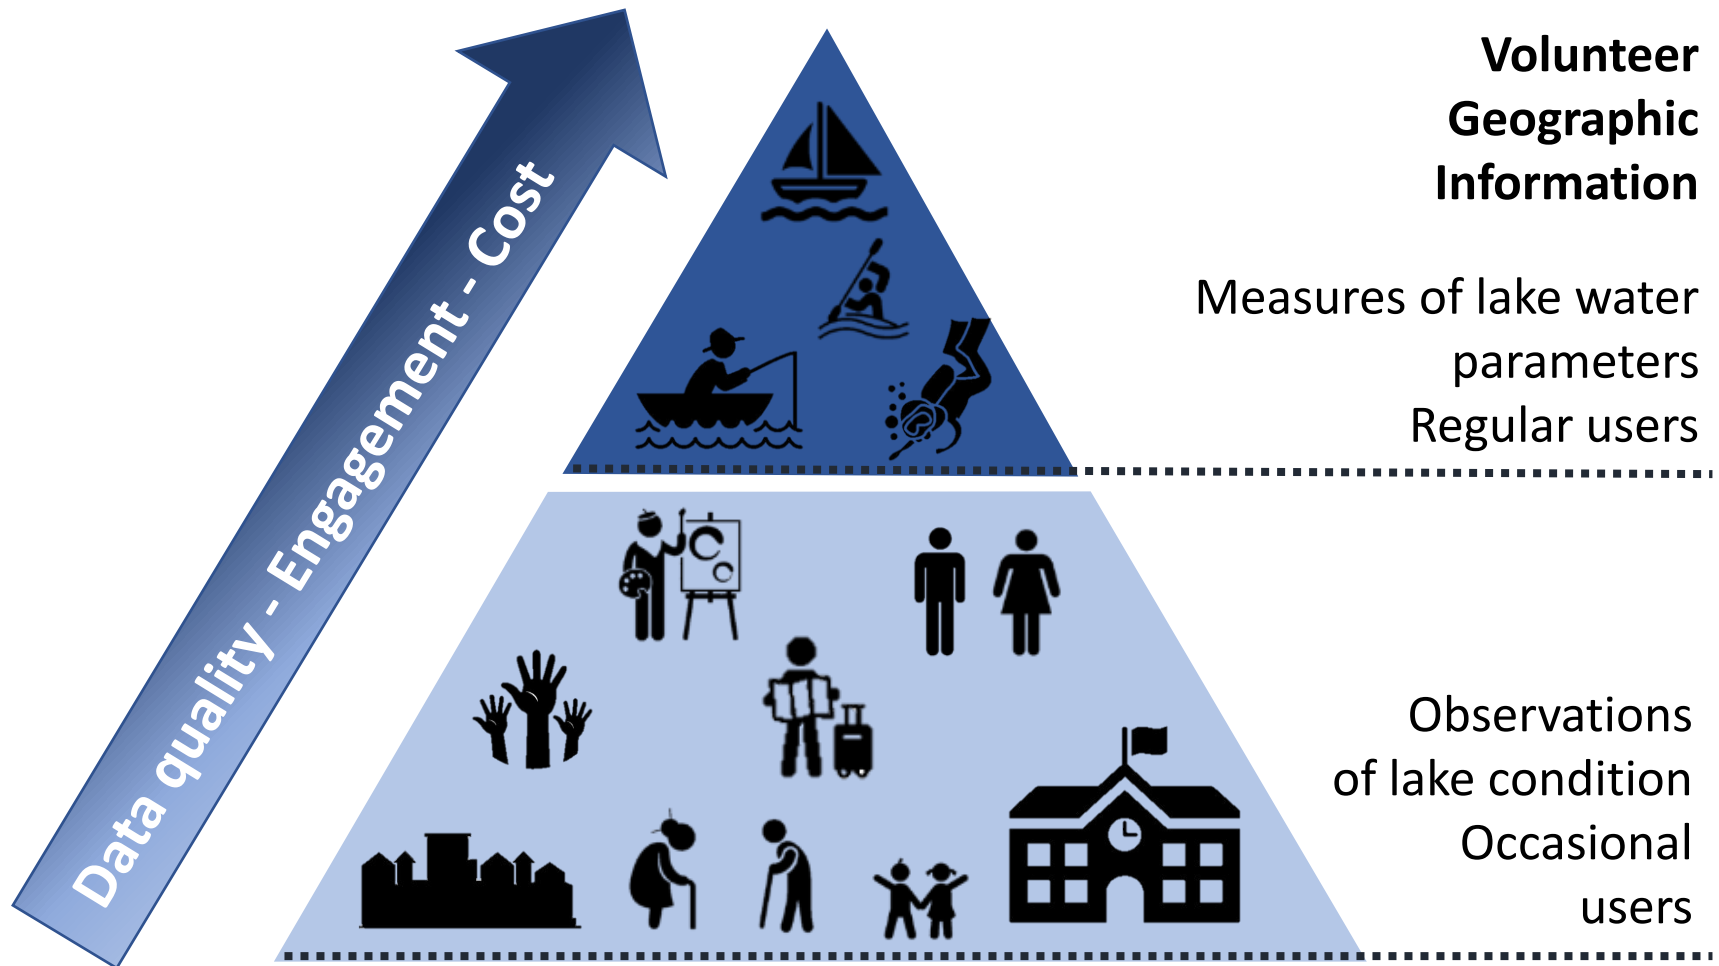 Volunteer
Geographic
Information
Data quality - Engagement - Cost
Measures of lake water
parameters
Regular users
Observations
of lake condition
Occasional
users